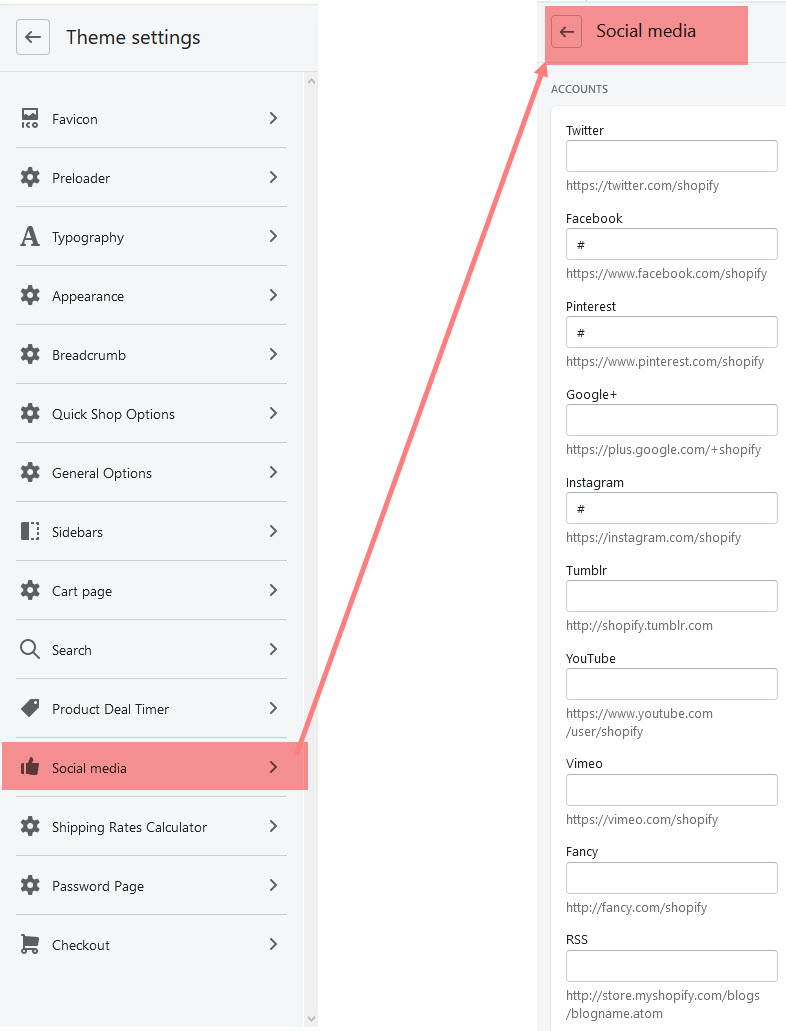 Theme settings
ICO
Favicon
Preloader
A
Typography
Appearance
Breadcrumb
Quick Shop Options
General Options
Sidebars
Cart page
Search
Product Deal Timer
Social media
Shipping Rates Calculator
Password Page
Checkout
Social media
ACCOUNTS
Twitter
https://twitter.com/shopify
Facebook
#
https://www.facebook.com/shopify
Pinterest
#
https://www.pinterest.com/shopify
Google+
https://plus.google.com/+shopify
Instagram
#
https://instagram.com/shopify
Tumblr
http://shopify.tumblr.com
YouTube
https://www.youtube.com
/user/shopify
Vimeo
https://vimeo.com/shopify
Fancy
http://fancy.com/shopify
RSS
http://store.myshopify.com/blogs
/blogname.atom